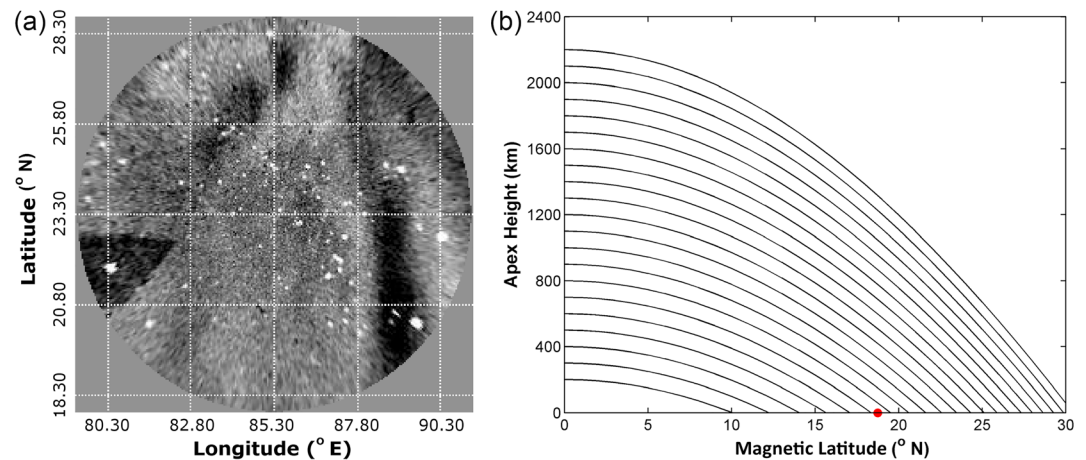 (a)
28.30
25.80
23.30
20.80
18.30
Latitude (° N)
80.30 82.80 85.30 87.80 90.30
Longitude (° E)
(b)
2400
2000
1600
1200
800
400
0
Apex Height (km)
0 5 10 15 20 25 30
Magnetic Latitude (° N)